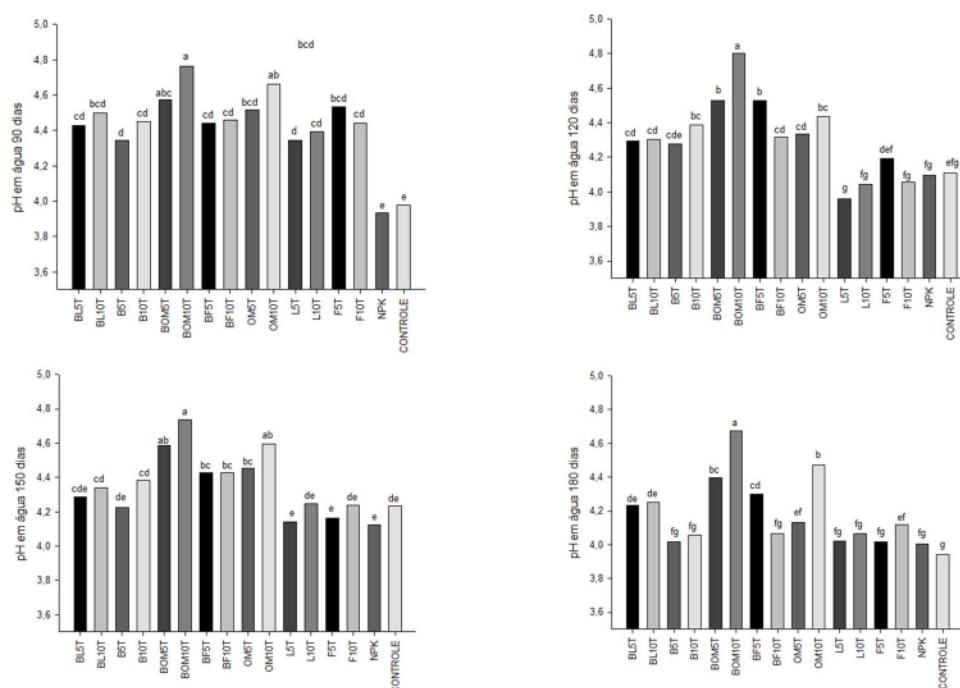 5,0
bcd
a
ab
abc
bcd
bcd
bcd
4,8
4,6
cd
cd
cd
cd
d
d
cd
cd
4,4
4,2
e
e
4,0
3,8
3,6
pH em água 90 dias
BL5T
BL10T
B5T
B10T
BOM5T
BOM10T
BF5T
BF10T
OM5T
OM10T
L5T
L10T
F5T
F10T
NPK
CONTROLE
5,0
a
4,8
b
b
4,6
bc
bc
cd
cd
cde
cd
cd
4,4
def
4,2
g
fg
fg
fg
efg
4,0
3,8
3,6
pH em água 120 dias
BL5T
BL10T
B5T
B10T
BOM5T
BOM10T
BF5T
BF10T
OM5T
OM10T
L5T
L10T
F5T
F10T
NPK
CONTROLE
5,0
a
4,8
ab
ab
4,6
bc
bc
bc
cde
cd
de
cd
4,4
e
de
e
de
e
de
4,2
4,0
3,8
3,6
pH em água 150 dias
BL5T
BL10T
B5T
B10T
BOM5T
BOM10T
BF5T
BF10T
OM5T
OM10T
L5T
L10T
F5T
F10T
NPK
CONTROLE
5,0
4,8
a
4,6
b
bc
4,4
de
de
cd
ef
ef
4,2
fg
fg
fg
fg
fg
fg
fg
g
4,0
3,8
3,6
pH em água 180 dias
BL5T
BL10T
B5T
B10T
BOM5T
BOM10T
BF5T
BF10T
OM5T
OM10T
L5T
L10T
F5T
F10T
NPK
CONTROLE